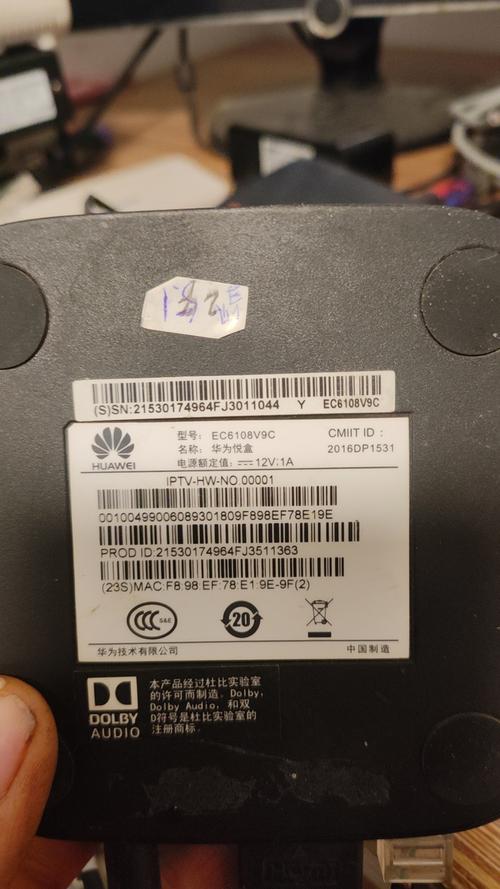 (S)SN:21530174964FJ3011044 Y EC6108V9C
HUAWEI
型号: EC6108V9C
CMIIT ID :
名称: 华为悦盒
2016DP1531
电源额定值: 12V;1A
IPTV-HW-NO.00001
00100499006089301809F898EF78E19E
PROD ID:21530174964FJ3511363
(23S)MAC:F8:98:EF:78:E1:9E-9F(2)
S&E
20
华为技术有限公司
中国制造
DOLBY
AUDIO
本产品经过杜比实验室
的许可而制造。Dolby,
Dolby Audio, 和双
D符号是杜比实验室的
注册商标.